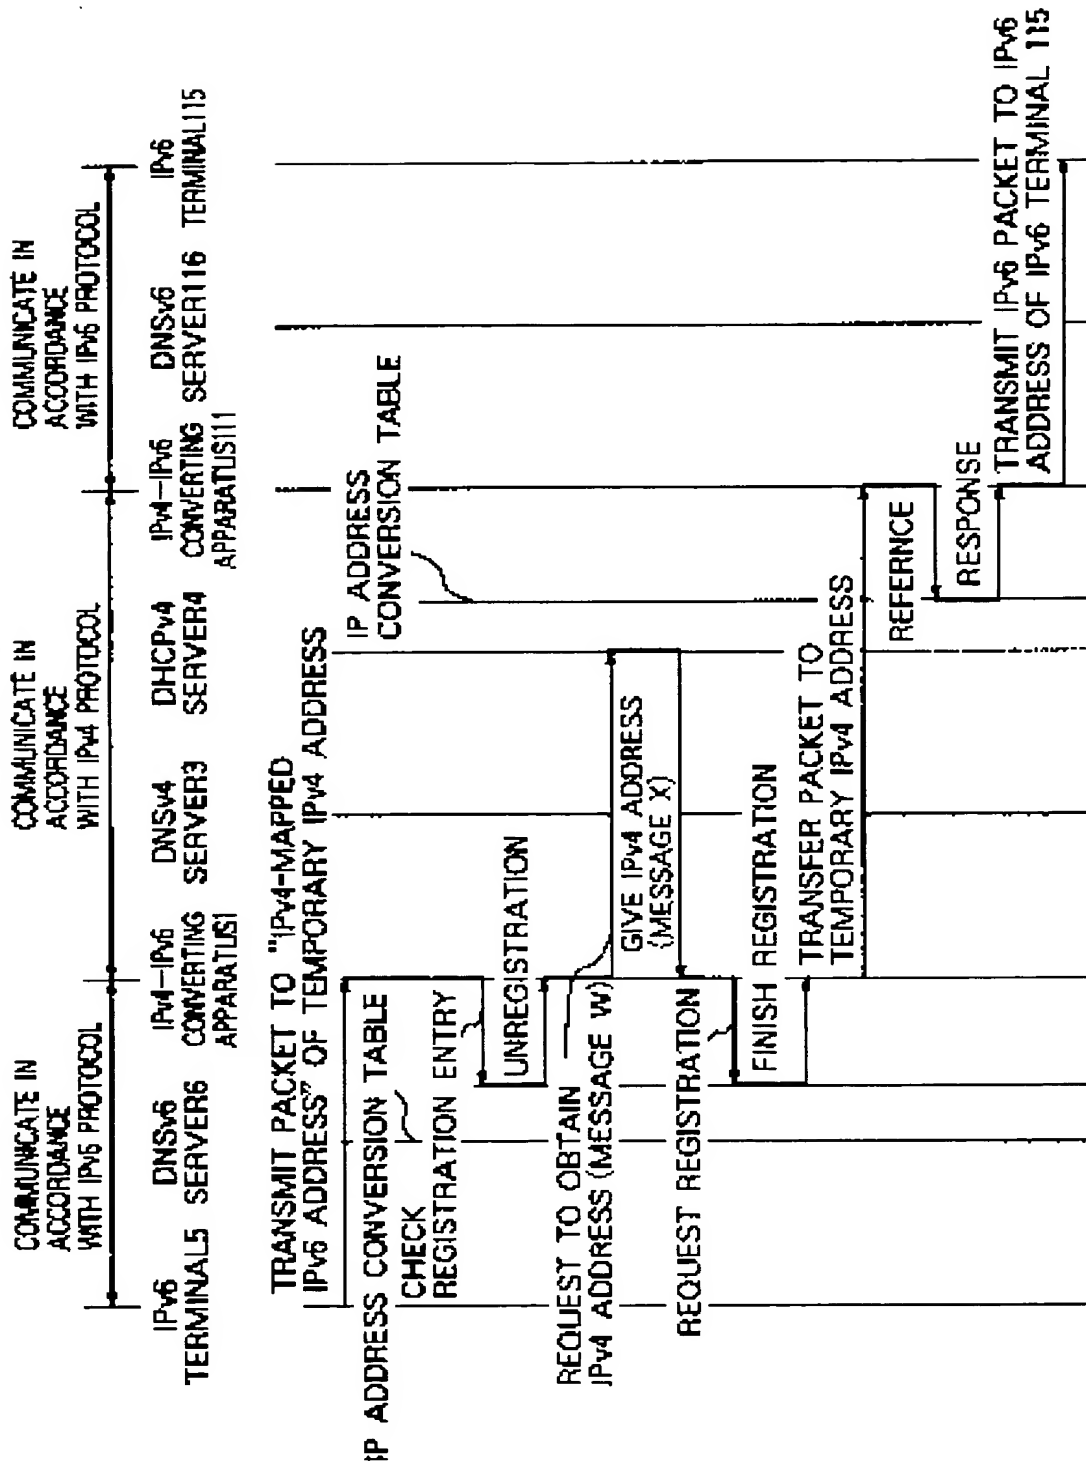 COMMUNICATE IN
ACCORDANCE
WITH IPv6 PROTOCOL
COMMUNICATE IN
ACCORDANCE
WITH IPv4 PROTOCOL
COMMUNICATE IN
ACCORDANCE
WITH IPv6 PROTOCOL
IPv6
TERMINAL5
DNSv6
SERVER6
IPv4-IPv6
CONVERTING
APPARATUS1
DNSv4
SERVER3
DHCPv4
SERVER4
IPv4-IPv6
CONVERTING
APPARATUS111
DNSv6
SERVER116
IPv6
TERMINAL115
TRANSMIT PACKET TO "IPv4-MAPPED
IPv6 ADDRESS" OF TEMPORARY IPv4 ADDRESS
IP ADDRESS CONVERSION TABLE
IP ADDRESS
CONVERSION TABLE
CHECK
REGISTRATION ENTRY
UNREGISTRATION
REQUEST TO OBTAIN
IPv4 ADDRESS (MESSAGE W)
GIVE IPv4 ADDRESS
(MESSAGE X)
REQUEST REGISTRATION
FINISH REGISTRATION
TRANSFER PACKET TO
TEMPORARY IPv4 ADDRESS
REFERNCE
RESPONSE
TRANSMIT IPv6 PACKET TO IPv6
ADDRESS OF IPv6 TERMINAL 115